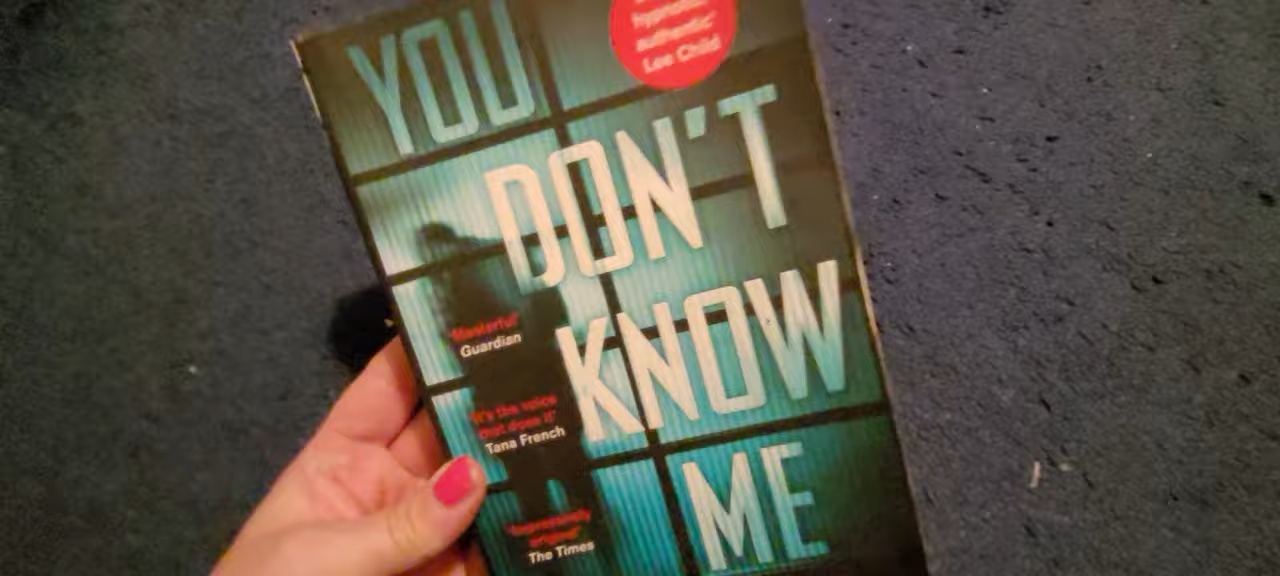 YOU
hypnotic,
authentic'
Lee Child
DON'T
KNOW
ME
'Masterful'
Guardian
'It's the voice
that does it'
Tana French
'Impressively
original'
The Times